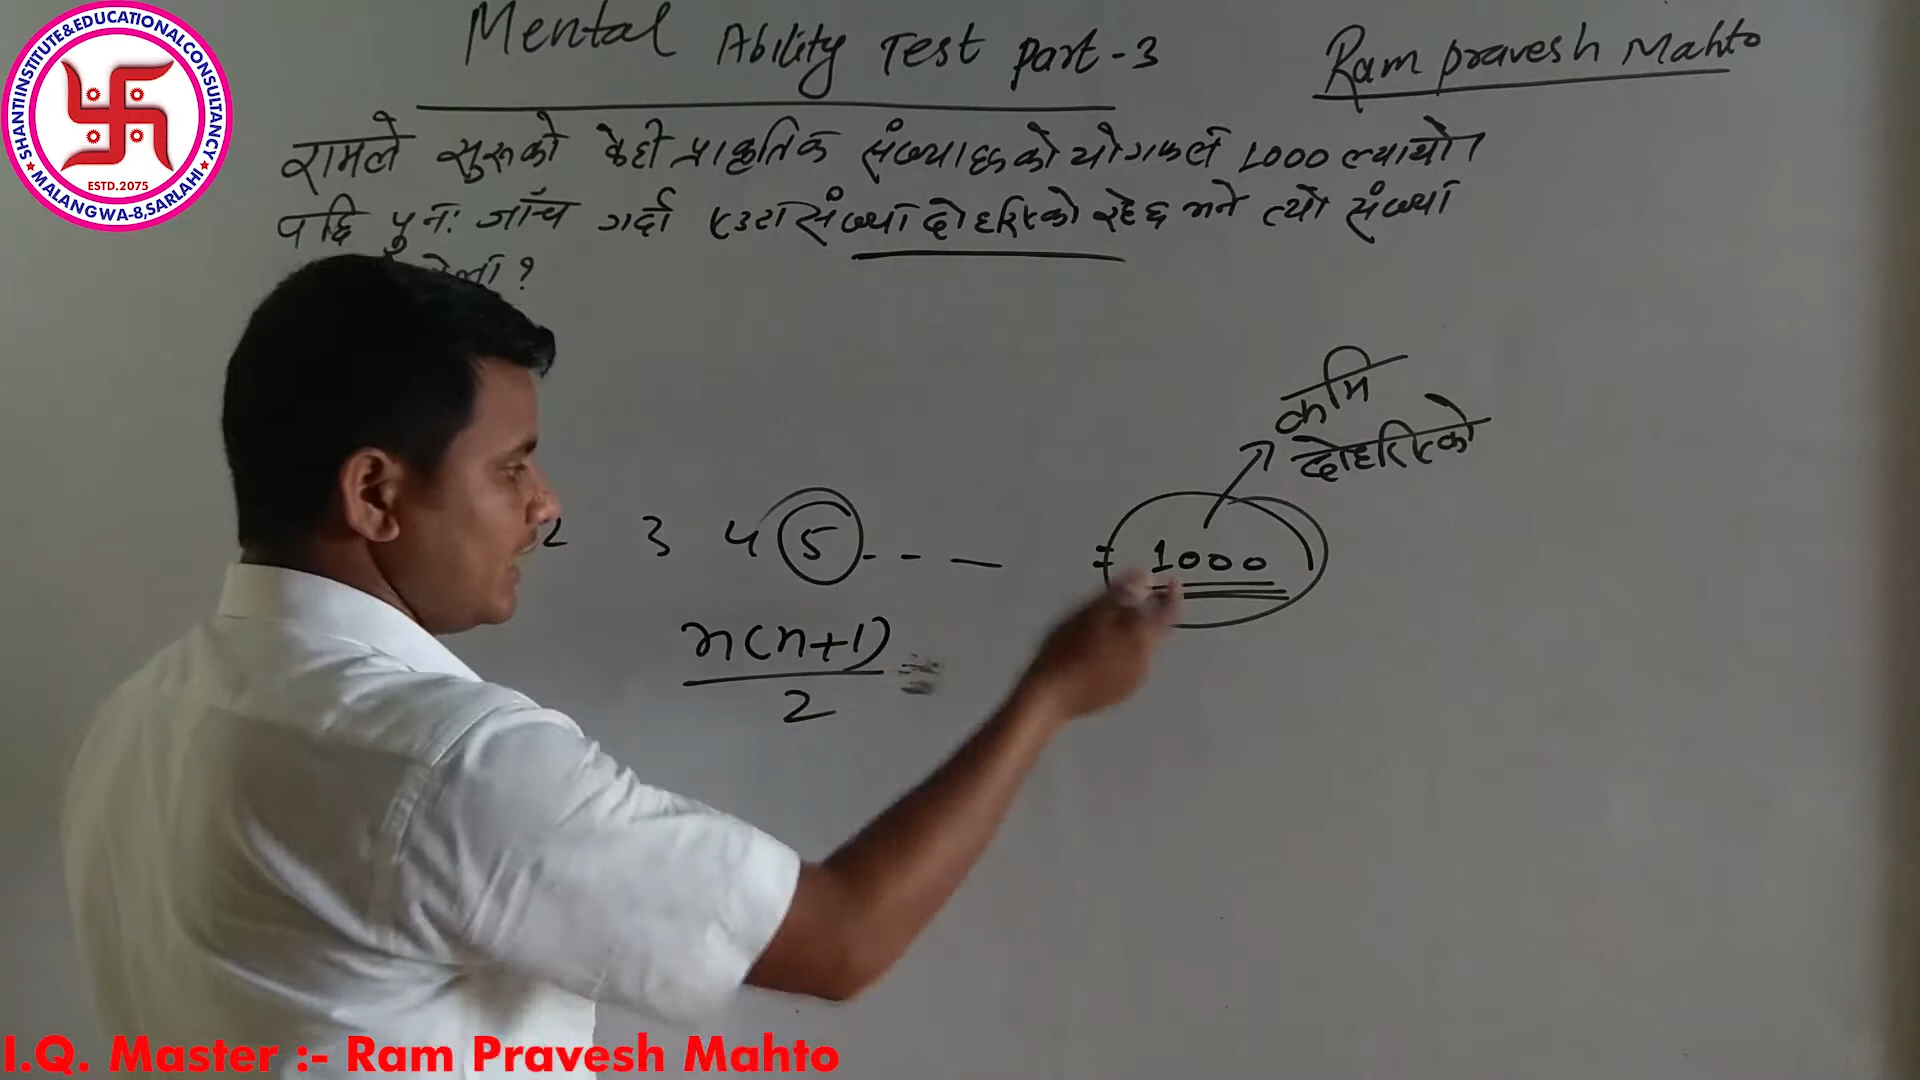 SHANTI INSTITUTE & EDUCATIONAL CONSULTANCY
ESTD.2075
MALANGWA-8, SARLAHI
Mental Ability Test Part-3
Ram pravesh Mahto
रामले सुरुको केही प्राकृतिक संख्याहरुको योगफल 1000 ल्यायो।
यदि पुनः जाँच गर्दा एउटा संख्या दोहरिएको रहेछ भने त्यो संख्या
?
कमि
दोहरिएको
2 3 4 5 - - — = 1000
n(n+1)
2
=
I.Q. Master :- Ram Pravesh Mahto